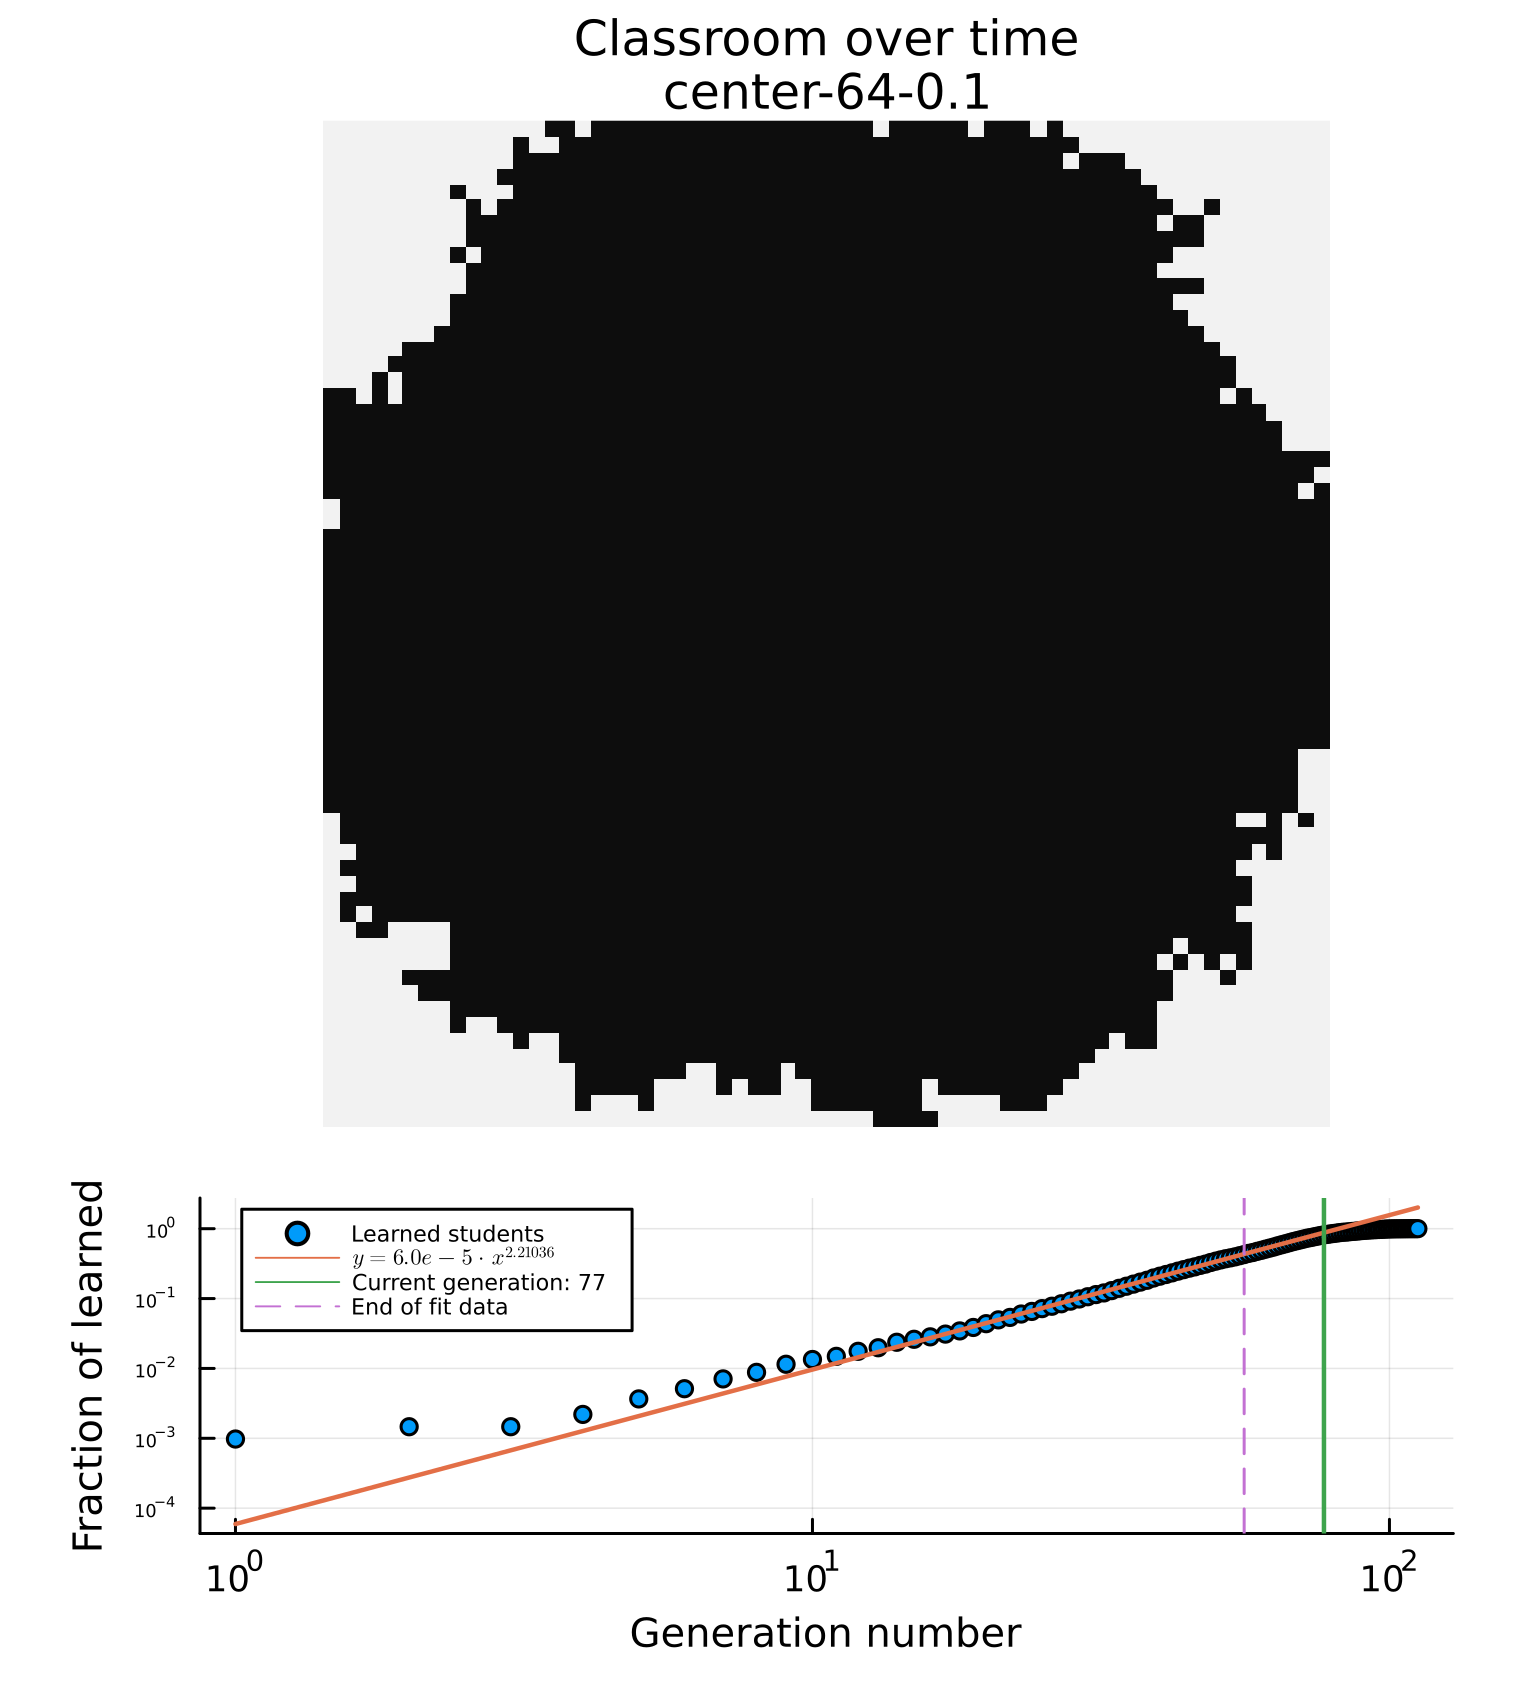 Classroom over time
center-64-0.1
Fraction of learned
10^0
10^-1
10^-2
10^-3
10^-4
Learned students
y = 6.0e − 5 · x^2.21036
Current generation: 77
End of fit data
10^0 10^1 10^2
Generation number